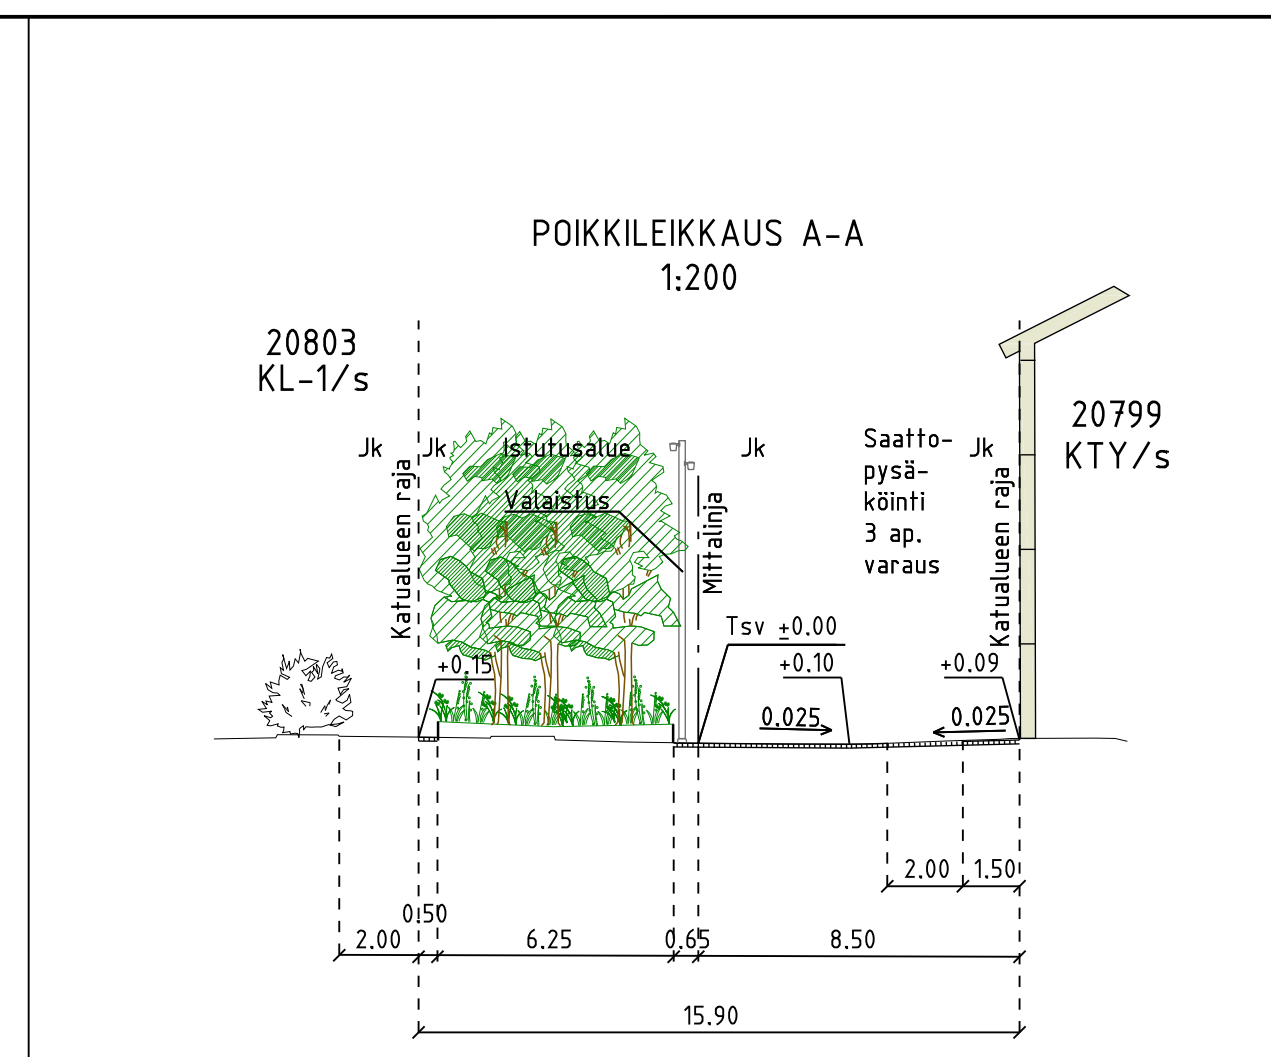 POIKKILEIKKAUS A-A
1:200
20803
KL-1/s
20799
KTY/s
Jk
Jk
Istutusalue
Jk
Saatto-
pysä-
köinti
3 ap.
varaus
Jk
Valaistus
Katualueen raja
Mittalinja
Katualueen raja
Tsv ±0.00
+0.15
+0.10
+0.09
0.025
0.025
2.00
1.50
0.50
2.00
6.25
0.65
8.50
15.90